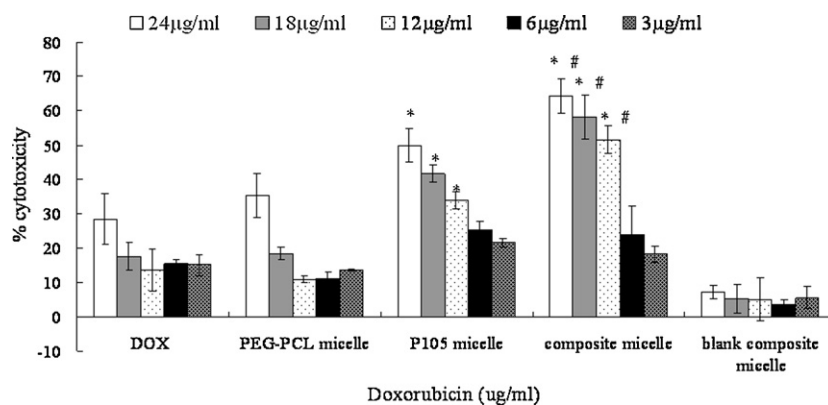 24μg/ml 18μg/ml 12μg/ml 6μg/ml 3μg/ml
80
70
60
50
40
30
20
10
0
-10
% cytotoxicity
* # * # * #
* * *
DOX PEG-PCL micelle P105 micelle composite micelle blank composite
micelle
Doxorubicin (ug/ml)